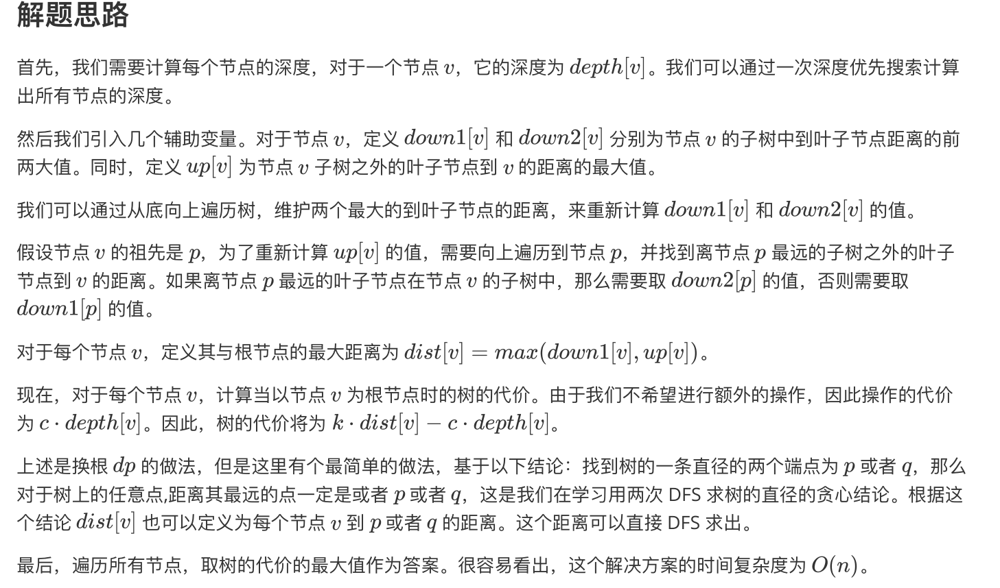 解题思路
首先，我们需要计算每个节点的深度，对于一个节点 v，它的深度为 depth[v]。我们可以通过一次深度优先搜索计算
出所有节点的深度。
然后我们引入几个辅助变量。对于节点 v，定义 down1[v] 和 down2[v] 分别为节点 v 的子树中到叶子节点距离的前
两大值。同时，定义 up[v] 为节点 v 子树之外的叶子节点到 v 的距离的最大值。
我们可以通过从底向上遍历树，维护两个最大的到叶子节点的距离，来重新计算 down1[v] 和 down2[v] 的值。
假设节点 v 的祖先是 p，为了重新计算 up[v] 的值，需要向上遍历到节点 p，并找到离节点 p 最远的子树之外的叶子
节点到 v 的距离。如果离节点 p 最远的叶子节点在节点 v 的子树中，那么需要取 down2[p] 的值，否则需要取
down1[p] 的值。
对于每个节点 v，定义其与根节点的最大距离为 dist[v] = max(down1[v], up[v])。
现在，对于每个节点 v，计算当以节点 v 为根节点时的树的代价。由于我们不希望进行额外的操作，因此操作的代价
为 c · depth[v]。因此，树的代价将为 k · dist[v] − c · depth[v]。
上述是换根 dp 的做法，但是这里有个最简单的做法，基于以下结论：找到树的一条直径的两个端点为 p 或者 q，那么
对于树上的任意点,距离其最远的点一定是或者 p 或者 q，这是我们在学习用两次 DFS 求树的直径的贪心结论。根据这
个结论 dist[v] 也可以定义为每个节点 v 到 p 或者 q 的距离。这个距离可以直接 DFS 求出。
最后，遍历所有节点，取树的代价的最大值作为答案。很容易看出，这个解决方案的时间复杂度为 O(n)。